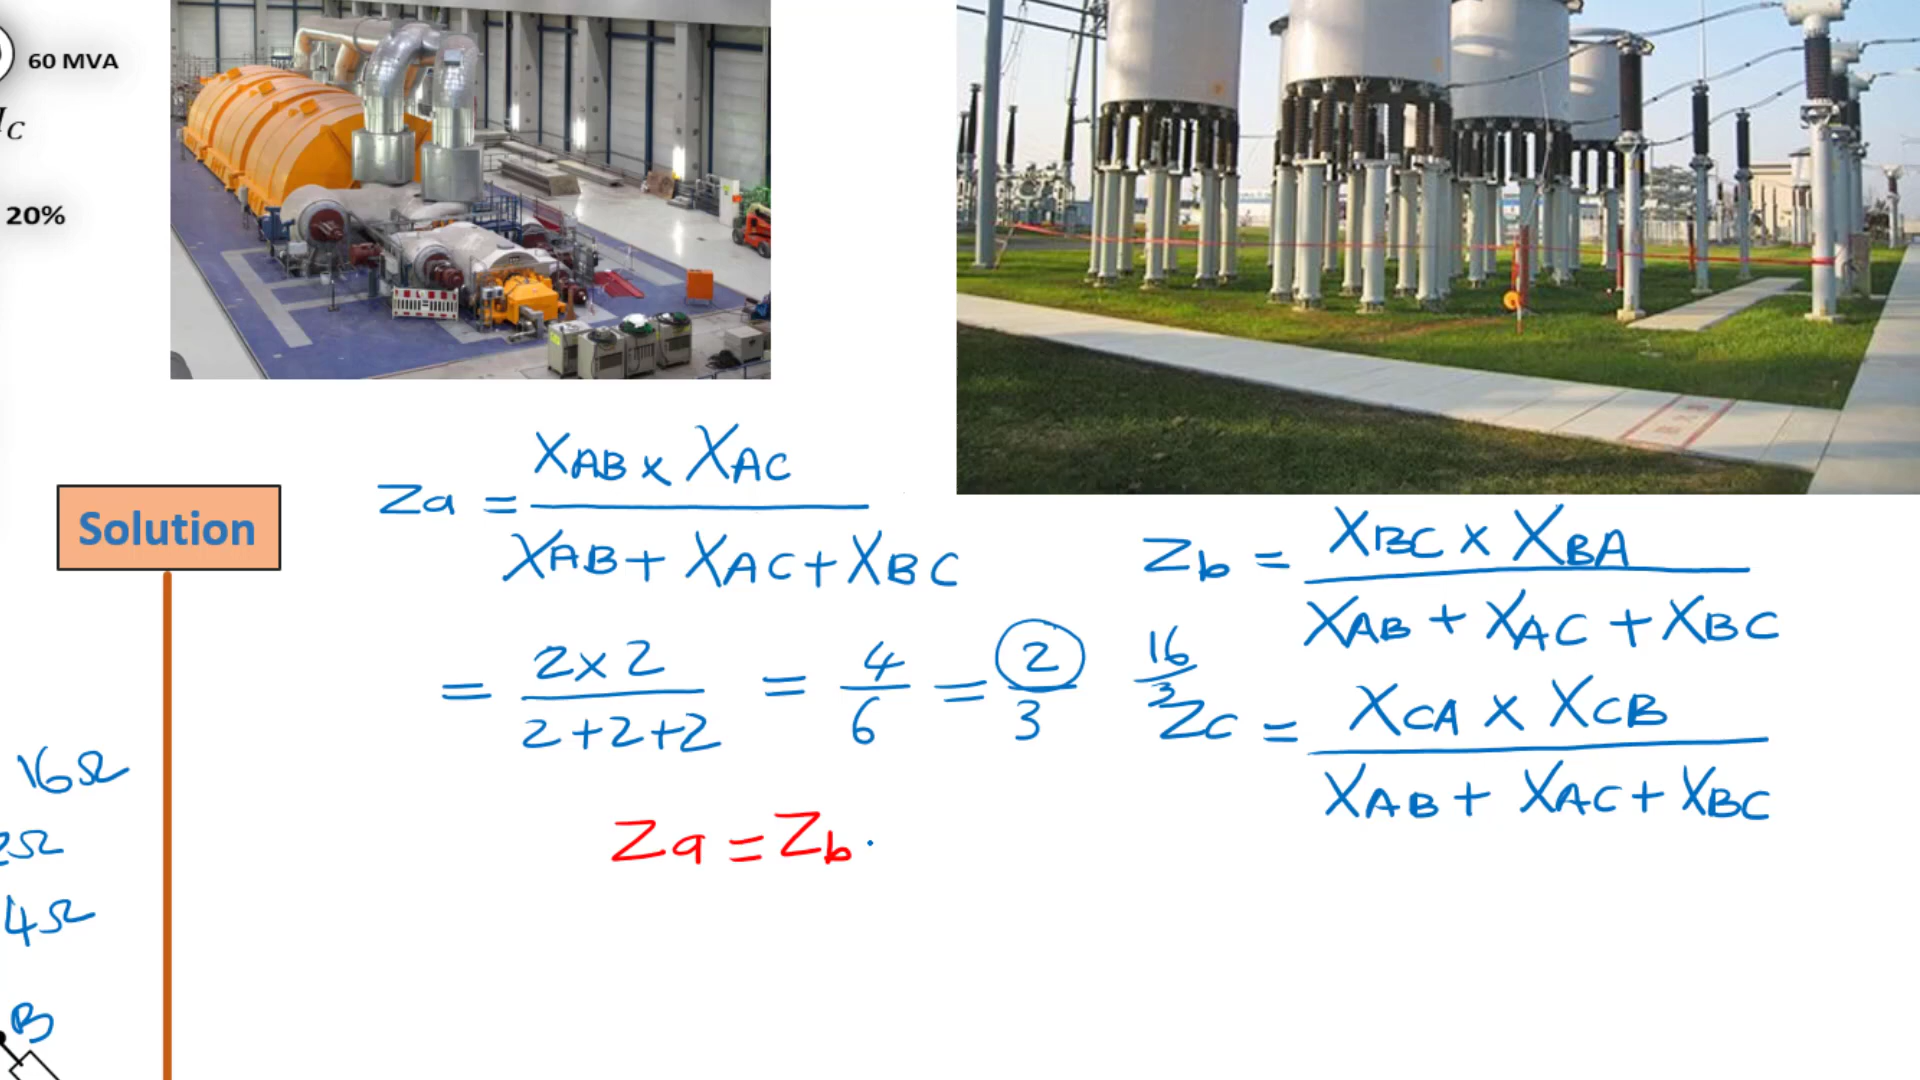 60 MVA
20%
Solution
Za = XAB x XAC / XAB + XAC + XBC
= 2x2 / 2+2+2 = 4/6 = 2/3
Zb = XBC x XBA / XAB + XAC + XBC
16/3
Zc = XCA x XCB / XAB + XAC + XBC
Za = Zb
16Ω
2Ω
4Ω
B